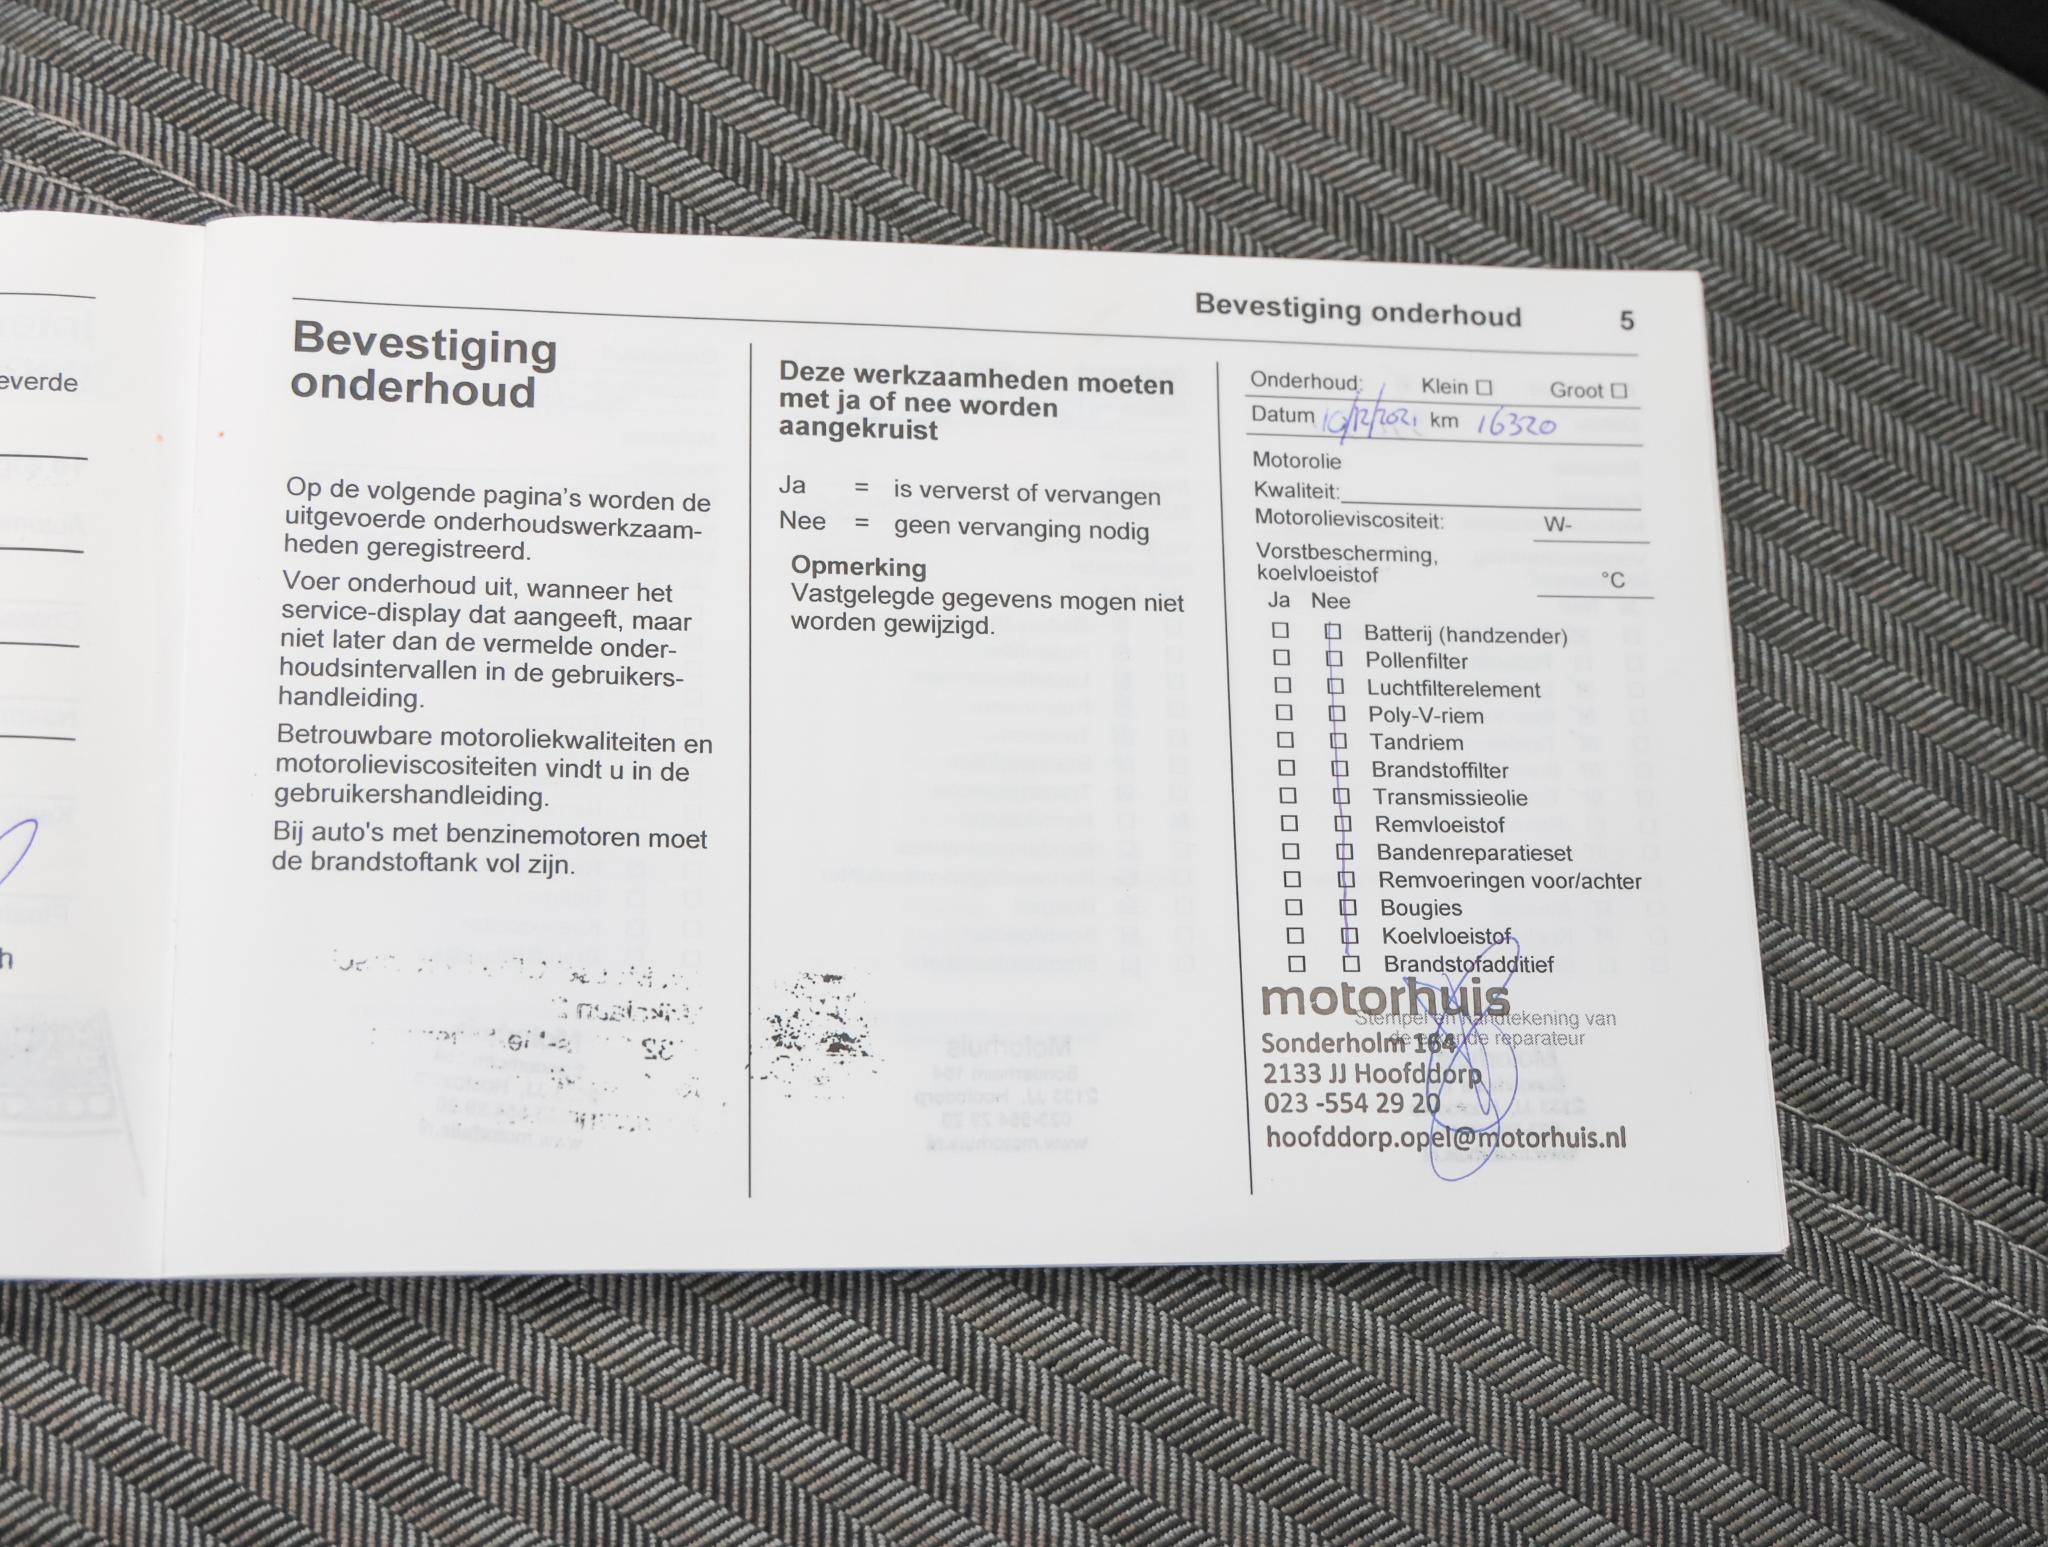 everde
h
Bevestiging onderhoud 5
Bevestiging
onderhoud
Op de volgende pagina's worden de
uitgevoerde onderhoudswerkzaam-
heden geregistreerd.
Voer onderhoud uit, wanneer het
service-display dat aangeeft, maar
niet later dan de vermelde onder-
houdsintervallen in de gebruikers-
handleiding.
Betrouwbare motoroliekwaliteiten en
motorolieviscositeiten vindt u in de
gebruikershandleiding.
Bij auto's met benzinemotoren moet
de brandstoftank vol zijn.
Deze werkzaamheden moeten
met ja of nee worden
aangekruist
Ja = is ververst of vervangen
Nee = geen vervanging nodig
Opmerking
Vastgelegde gegevens mogen niet
worden gewijzigd.
Onderhoud: Klein Groot
Datum 10/12/2021 km 16320
Motorolie
Kwaliteit:
Motorolieviscositeit: W-
Vorstbescherming,
koelvloeistof °C
Ja Nee
Batterij (handzender)
Pollenfilter
Luchtfilterelement
Poly-V-riem
Tandriem
Brandstoffilter
Transmissieolie
Remvloeistof
Bandenreparatieset
Remvoeringen voor/achter
Bougies
Koelvloeistof
Brandstofadditief
motorhuis
Stempel en handtekening van
de reparateur
Sonderholm 164
2133 JJ Hoofddorp
023 -554 29 20
hoofddorp.opel@motorhuis.nl